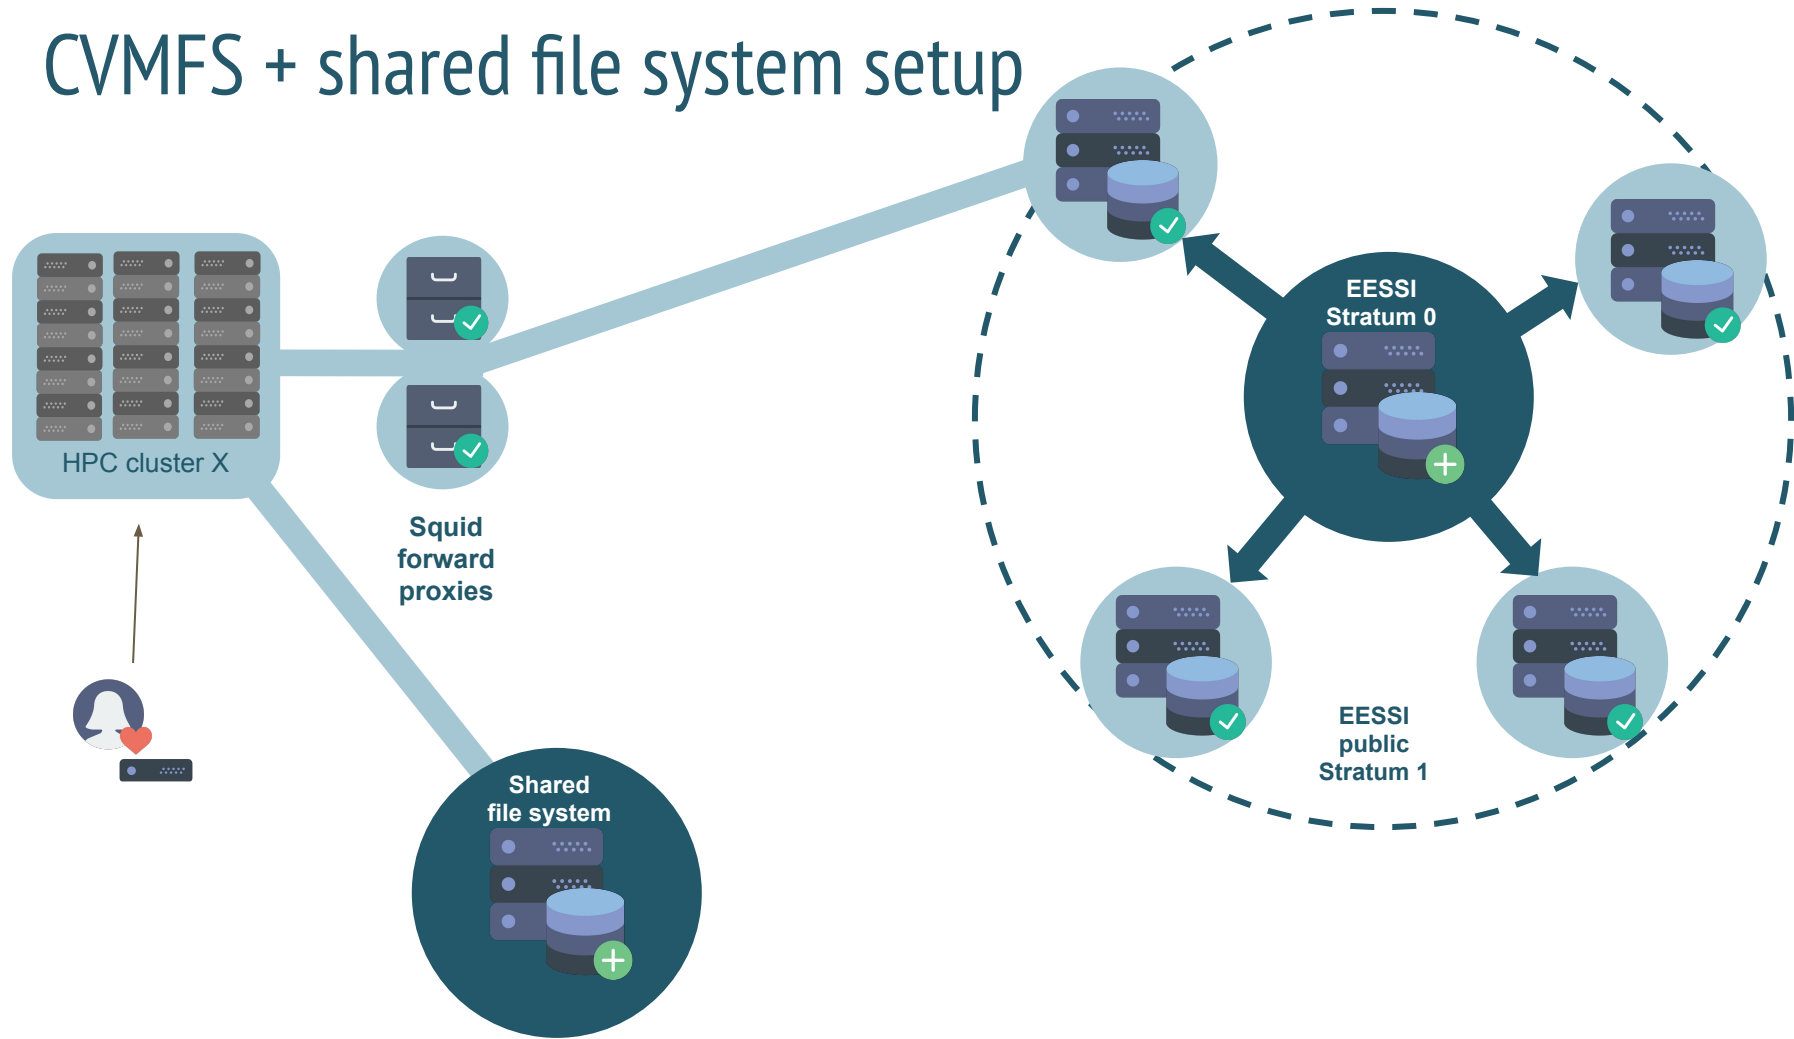 CVMFS + shared file system setup
HPC cluster X
Squid
forward
proxies
EESSI
Stratum 0
EESSI
public
Stratum 1
Shared
file system